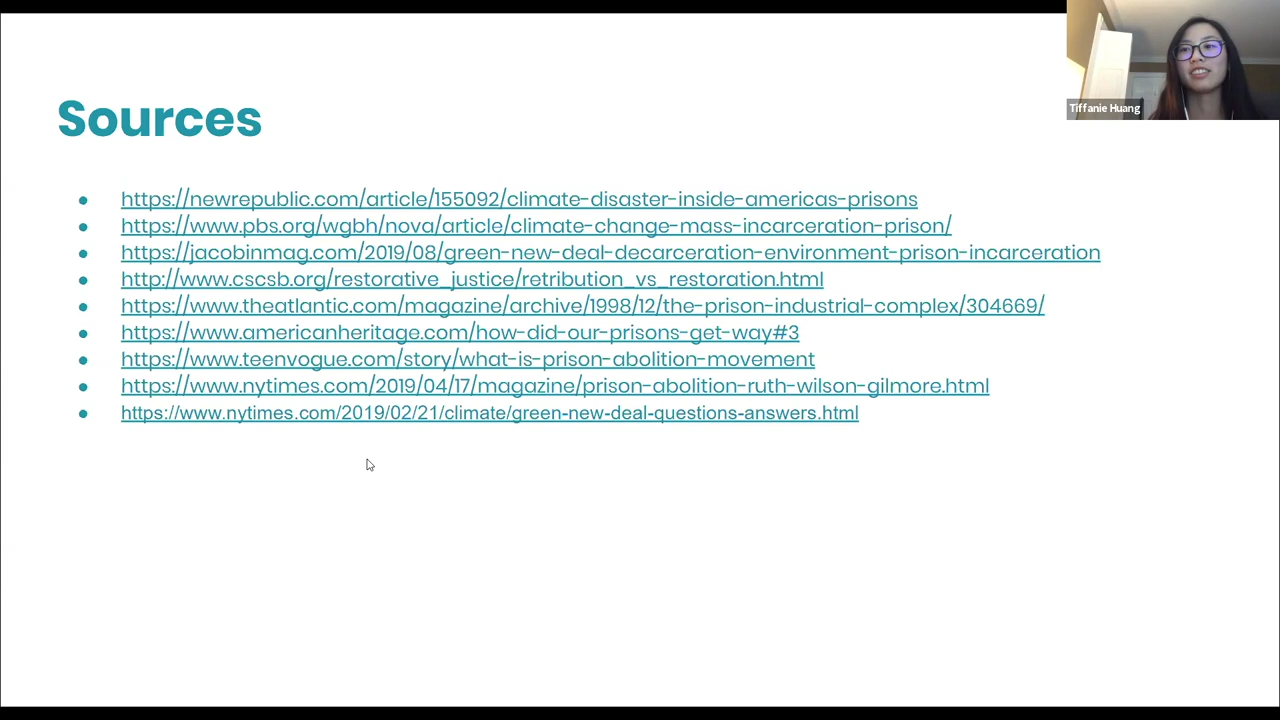 Tiffanie Huang
Sources
https://newrepublic.com/article/155092/climate-disaster-inside-americas-prisons
https://www.pbs.org/wgbh/nova/article/climate-change-mass-incarceration-prison/
https://jacobinmag.com/2019/08/green-new-deal-decarceration-environment-prison-incarceration
http://www.cscsb.org/restorative_justice/retribution_vs_restoration.html
https://www.theatlantic.com/magazine/archive/1998/12/the-prison-industrial-complex/304669/
https://www.americanheritage.com/how-did-our-prisons-get-way#3
https://www.teenvogue.com/story/what-is-prison-abolition-movement
https://www.nytimes.com/2019/04/17/magazine/prison-abolition-ruth-wilson-gilmore.html
https://www.nytimes.com/2019/02/21/climate/green-new-deal-questions-answers.html